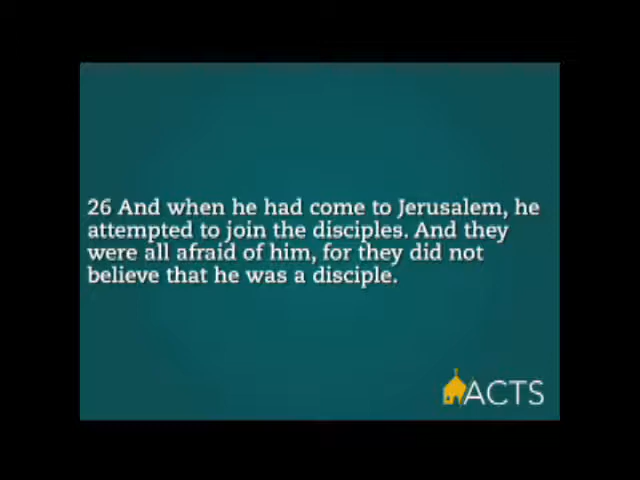 26 And when he had come to Jerusalem, he
attempted to join the disciples. And they
were all afraid of him, for they did not
believe that he was a disciple.
ACTS